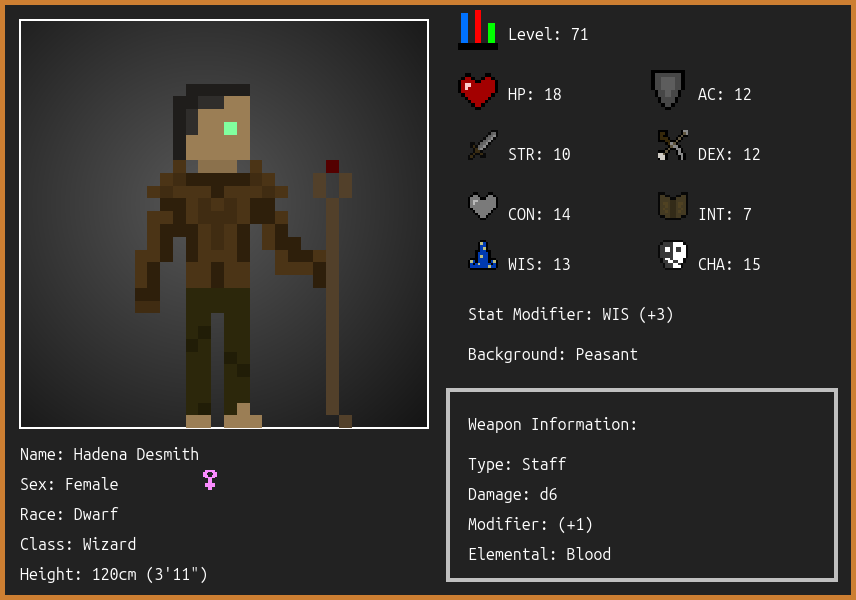 Level: 71
HP: 18
AC: 12
STR: 10
DEX: 12
CON: 14
INT: 7
WIS: 13
CHA: 15
Stat Modifier: WIS (+3)
Background: Peasant
Weapon Information:
Type: Staff
Damage: d6
Modifier: (+1)
Elemental: Blood
Name: Hadena Desmith
Sex: Female
Race: Dwarf
Class: Wizard
Height: 120cm (3'11")